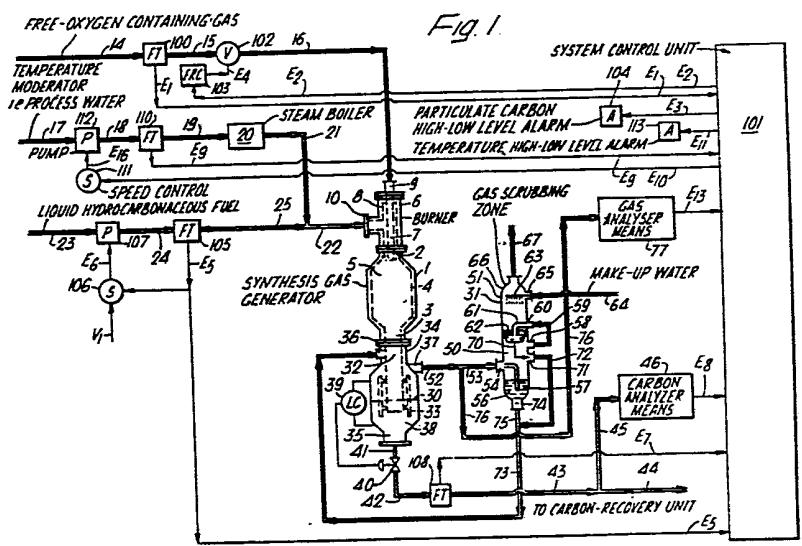 Fig.1.
FREE-OXYGEN CONTAINING-GAS
14
FT
100
15
V
102
16
FRC
103
E4
E1
E2
E1
E2
SYSTEM CONTROL UNIT
101
TEMPERATURE
MODERATOR
i.e PROCESS WATER
17
112
P
18
110
FT
19
STEAM BOILER
20
21
PUMP
E16
111
S
SPEED CONTROL
E9
104
A
E3
PARTICULATE CARBON
HIGH-LOW LEVEL ALARM
113
A
E11
TEMPERATURE HIGH-LOW LEVEL ALARM
E9
E10
LIQUID HYDROCARBONACEOUS FUEL
23
P
107
24
FT
105
25
22
E6
E5
106
S
V1
10
8
9
6
BURNER
7
2
5
1
4
3
SYNTHESIS GAS
GENERATOR
36
34
37
32
39
LC
30
33
38
35
41
40
42
52
53
76
GAS SCRUBBING
ZONE
67
66
63
51
65
31
61
60
59
62
58
76
70
72
50
71
54
57
56
74
75
73
MAKE-UP WATER
64
GAS
ANALYSER
MEANS
77
E13
46
CARBON
ANALYZER
MEANS
E8
45
108
FT
43
44
E7
TO CARBON-RECOVERY UNIT
E5